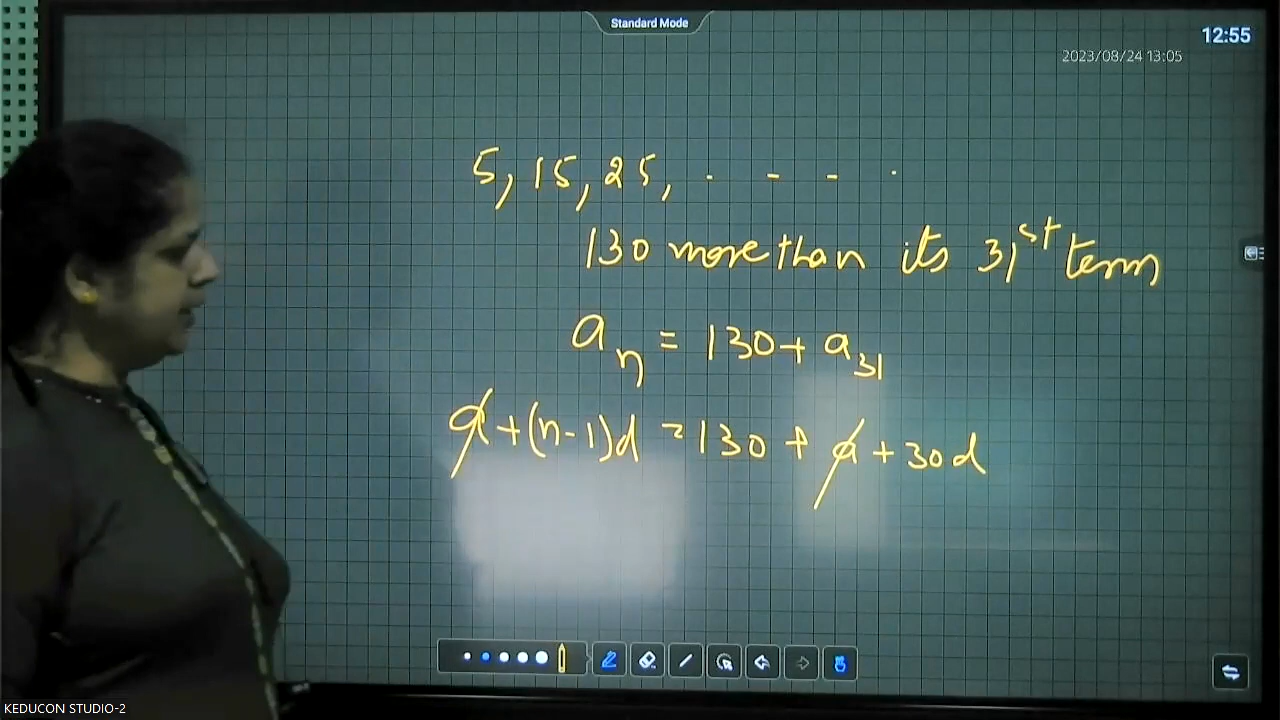 Standard Mode
12:55
2023/08/24 13:05
5, 15, 25, . - - .
130 more than its 31st term
an = 130 + a31
a + (n-1)d = 130 + a + 30d
KEDUCON STUDIO-2